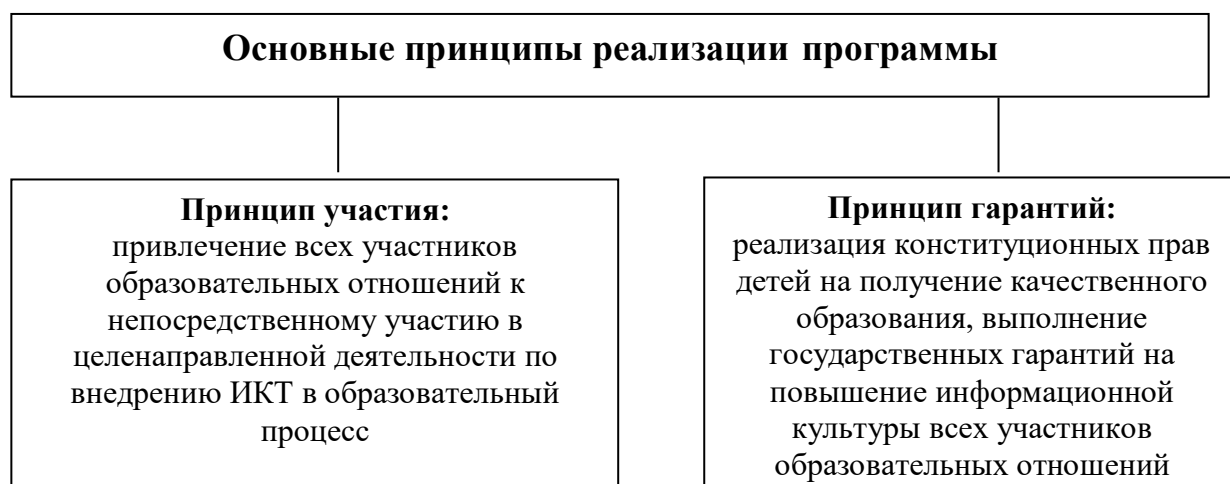 Основные принципы реализации программы
Принцип участия:
привлечение всех участников
образовательных отношений к
непосредственному участию в
целенаправленной деятельности по
внедрению ИКТ в образовательный
процесс
Принцип гарантий:
реализация конституционных прав
детей на получение качественного
образования, выполнение
государственных гарантий на
повышение информационной
культуры всех участников
образовательных отношений